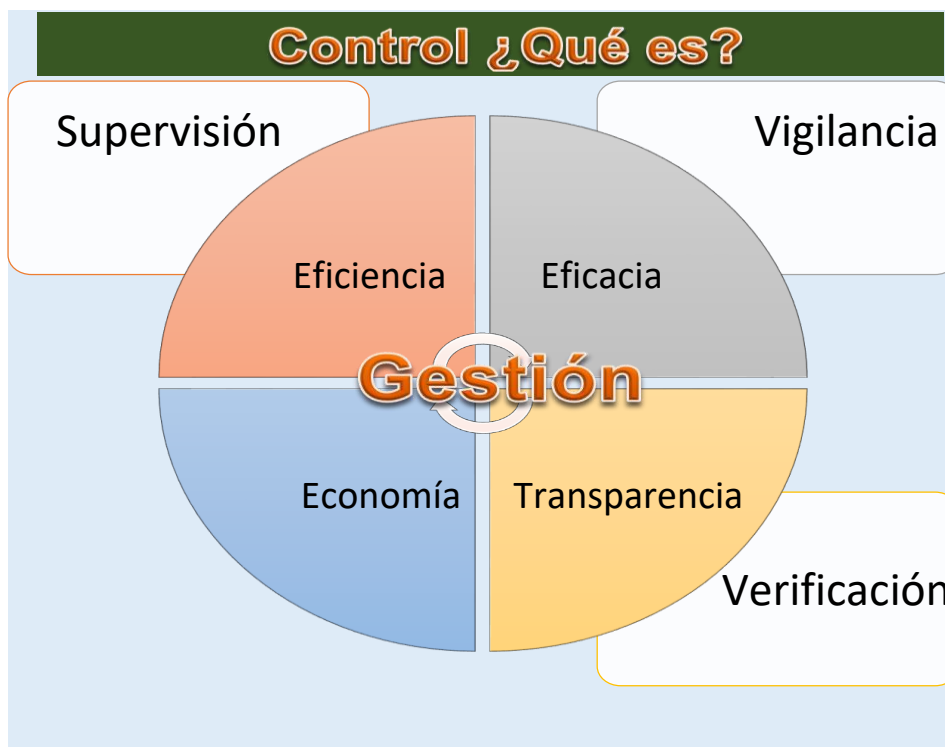 Control ¿Qué es?
Supervisión
Vigilancia
Eficiencia
Eficacia
Gestión
Economía
Transparencia
Verificación